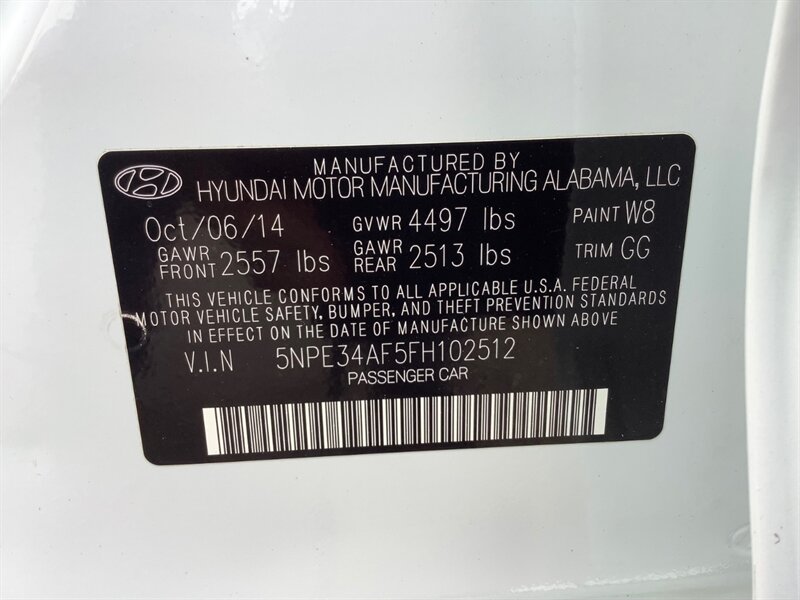 MANUFACTURED BY
HYUNDAI MOTOR MANUFACTURING ALABAMA, LLC
Oct/06/14 GVWR 4497 lbs PAINT W8
GAWR FRONT 2557 lbs GAWR REAR 2513 lbs TRIM GG
THIS VEHICLE CONFORMS TO ALL APPLICABLE U.S.A. FEDERAL
MOTOR VEHICLE SAFETY, BUMPER, AND THEFT PREVENTION STANDARDS
IN EFFECT ON THE DATE OF MANUFACTURE SHOWN ABOVE
V.I.N 5NPE34AF5FH102512
PASSENGER CAR